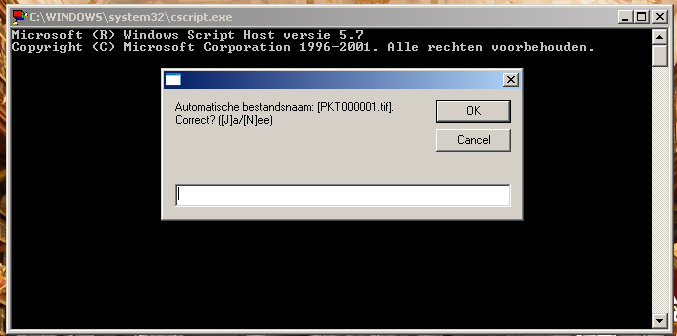 C:\WINDOWS\system32\cscript.exe
Microsoft (R) Windows Script Host versie 5.7
Copyright (C) Microsoft Corporation 1996-2001. Alle rechten voorbehouden.
Automatische bestandsnaam: [PKT000001.tif].
Correct? ([J]a/[N]ee)
OK
Cancel